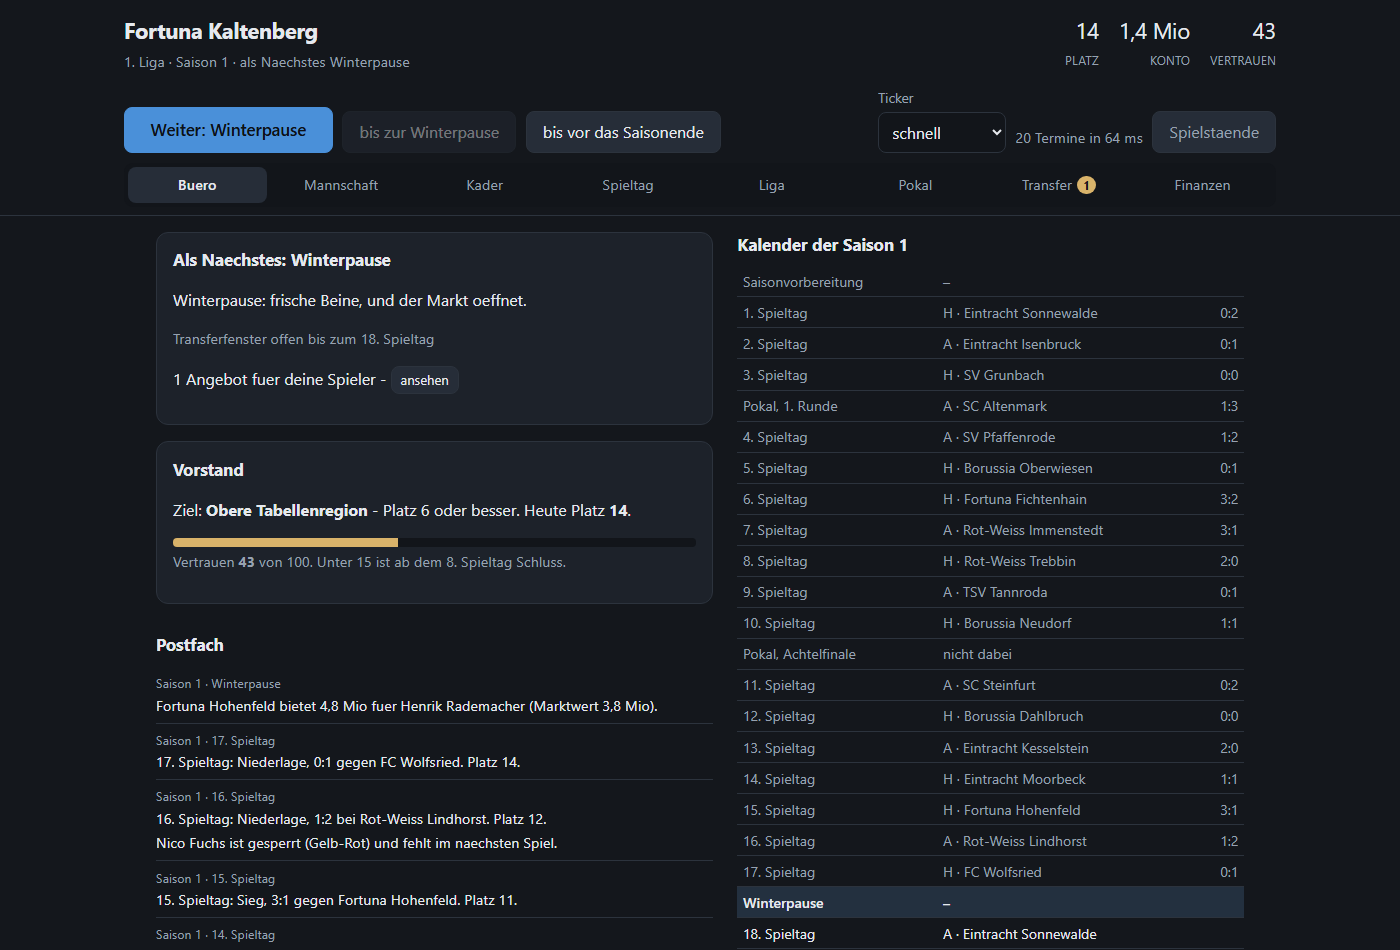 Fortuna Kaltenberg
1. Liga · Saison 1 · als Naechstes Winterpause
14 1,4 Mio 43
PLATZ KONTO VERTRAUEN
Ticker
Weiter: Winterpause bis zur Winterpause bis vor das Saisonende schnell 20 Termine in 64 ms Spielstaende
Buero Mannschaft Kader Spieltag Liga Pokal Transfer 1 Finanzen
Als Naechstes: Winterpause
Winterpause: frische Beine, und der Markt oeffnet.
Transferfenster offen bis zum 18. Spieltag
1 Angebot fuer deine Spieler - ansehen
Vorstand
Ziel: Obere Tabellenregion - Platz 6 oder besser. Heute Platz 14.
Vertrauen 43 von 100. Unter 15 ist ab dem 8. Spieltag Schluss.
Postfach
Saison 1 · Winterpause
Fortuna Hohenfeld bietet 4,8 Mio fuer Henrik Rademacher (Marktwert 3,8 Mio).
Saison 1 · 17. Spieltag
17. Spieltag: Niederlage, 0:1 gegen FC Wolfsried. Platz 14.
Saison 1 · 16. Spieltag
16. Spieltag: Niederlage, 1:2 bei Rot-Weiss Lindhorst. Platz 12.
Nico Fuchs ist gesperrt (Gelb-Rot) und fehlt im naechsten Spiel.
Saison 1 · 15. Spieltag
15. Spieltag: Sieg, 3:1 gegen Fortuna Hohenfeld. Platz 11.
Saison 1 · 14. Spieltag
Kalender der Saison 1
Saisonvorbereitung –
1. Spieltag H · Eintracht Sonnewalde 0:2
2. Spieltag A · Eintracht Isenbruck 0:1
3. Spieltag H · SV Grunbach 0:0
Pokal, 1. Runde A · SC Altenmark 1:3
4. Spieltag A · SV Pfaffenrode 1:2
5. Spieltag H · Borussia Oberwiesen 0:1
6. Spieltag H · Fortuna Fichtenhain 3:2
7. Spieltag A · Rot-Weiss Immenstedt 3:1
8. Spieltag H · Rot-Weiss Trebbin 2:0
9. Spieltag A · TSV Tannroda 0:1
10. Spieltag H · Borussia Neudorf 1:1
Pokal, Achtelfinale nicht dabei
11. Spieltag A · SC Steinfurt 0:2
12. Spieltag H · Borussia Dahlbruch 0:0
13. Spieltag A · Eintracht Kesselstein 2:0
14. Spieltag H · Eintracht Moorbeck 1:1
15. Spieltag H · Fortuna Hohenfeld 3:1
16. Spieltag A · Rot-Weiss Lindhorst 1:2
17. Spieltag H · FC Wolfsried 0:1
Winterpause –
18. Spieltag A · Eintracht Sonnewalde